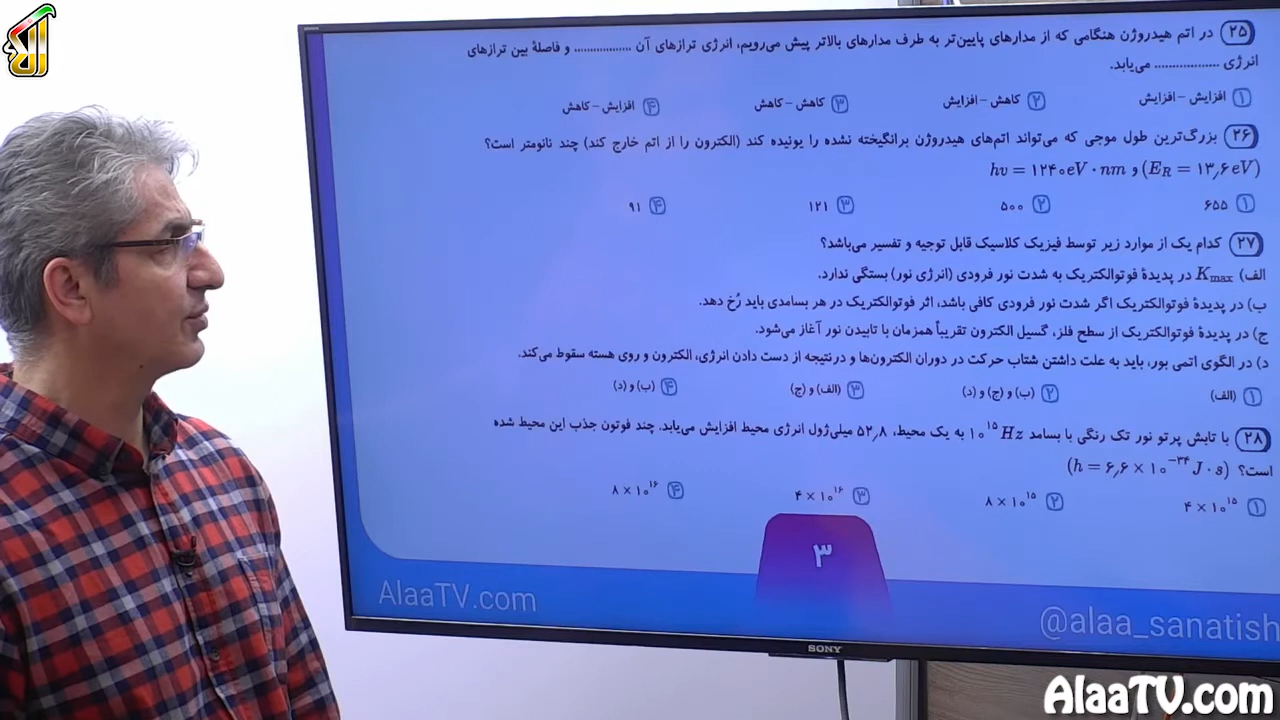 ۲۵ در اتم هیدروژن هنگامی که از مدارهای پایین‌تر به طرف مدارهای بالاتر پیش می‌رویم، انرژی ترازهای آن ................. و فاصلهٔ بین ترازهای
انرژی .................. می‌یابد.
۱ افزایش – افزایش ۲ کاهش – افزایش ۳ کاهش – کاهش ۴ افزایش – کاهش
۲۶ بزرگ‌ترین طول موجی که می‌تواند اتم‌های هیدروژن برانگیخته نشده را یونیده کند (الکترون را از اتم خارج کند) چند نانومتر است؟
(E_R = ۱۳٫۶ eV) و hυ = ۱۲۴۰ eV · nm
۱ ۶۵۵ ۲ ۵۰۰ ۳ ۱۲۱ ۴ ۹۱
۲۷ کدام یک از موارد زیر توسط فیزیک کلاسیک قابل توجیه و تفسیر می‌باشد؟
الف) K_max در پدیدهٔ فوتوالکتریک به شدت نور فرودی (انرژی نور) بستگی ندارد.
ب) در پدیدهٔ فوتوالکتریک اگر شدت نور فرودی کافی باشد، اثر فوتوالکتریک در هر بسامدی باید رُخ دهد.
ج) در پدیدهٔ فوتوالکتریک از سطح فلز، گسیل الکترون تقریباً همزمان با تابیدن نور آغاز می‌شود.
د) در الگوی اتمی بور، باید به علت داشتن شتاب حرکت در دوران الکترون‌ها و درنتیجه از دست دادن انرژی، الکترون و روی هسته سقوط می‌کند.
۱ (الف) ۲ (ب) و (ج) و (د) ۳ (الف) و (ج) ۴ (ب) و (د)
۲۸ با تابش پرتو نور تک رنگی با بسامد ۱۰^۱۵ Hz به یک محیط، ۵۲٫۸ میلی‌ژول انرژی محیط افزایش می‌یابد. چند فوتون جذب این محیط شده
است؟ (h = ۶٫۶ × ۱۰^−۳۴ J · s)
۱ ۴ × ۱۰^۱۵ ۲ ۸ × ۱۰^۱۵ ۳ ۴ × ۱۰^۱۶ ۴ ۸ × ۱۰^۱۶
۳
AlaaTV.com
@alaa_sanatish
SONY
AlaaTV.com